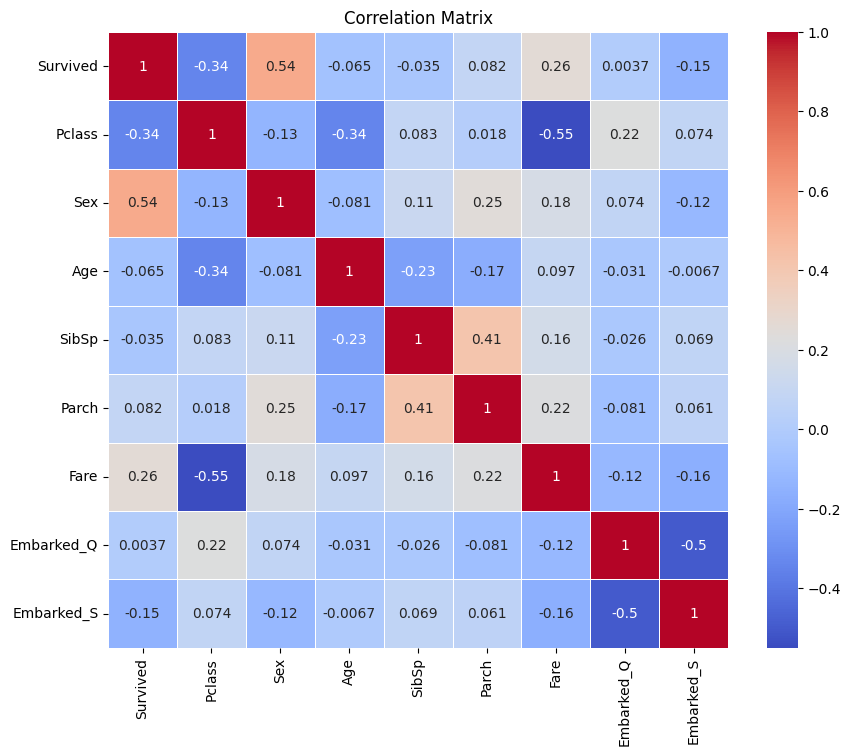 Correlation Matrix
Survived 1 -0.34 0.54 -0.065 -0.035 0.082 0.26 0.0037 -0.15
Pclass -0.34 1 -0.13 -0.34 0.083 0.018 -0.55 0.22 0.074
Sex 0.54 -0.13 1 -0.081 0.11 0.25 0.18 0.074 -0.12
Age -0.065 -0.34 -0.081 1 -0.23 -0.17 0.097 -0.031 -0.0067
SibSp -0.035 0.083 0.11 -0.23 1 0.41 0.16 -0.026 0.069
Parch 0.082 0.018 0.25 -0.17 0.41 1 0.22 -0.081 0.061
Fare 0.26 -0.55 0.18 0.097 0.16 0.22 1 -0.12 -0.16
Embarked_Q 0.0037 0.22 0.074 -0.031 -0.026 -0.081 -0.12 1 -0.5
Embarked_S -0.15 0.074 -0.12 -0.0067 0.069 0.061 -0.16 -0.5 1
Survived Pclass Sex Age SibSp Parch Fare Embarked_Q Embarked_S
1.0
0.8
0.6
0.4
0.2
0.0
−0.2
−0.4